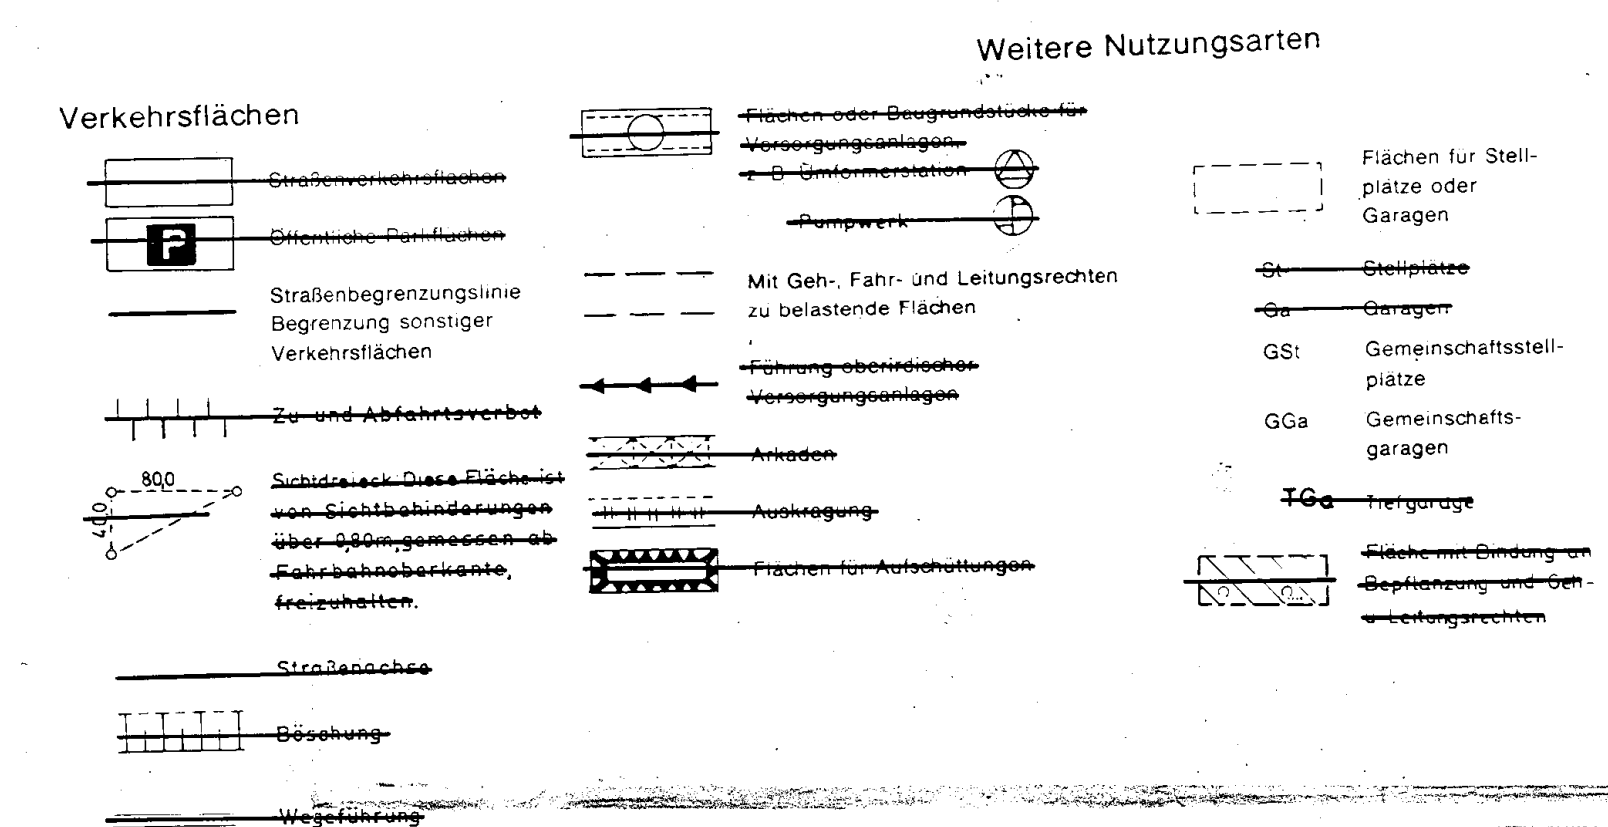 Weitere Nutzungsarten
Verkehrsflächen
Straßenverkehrsflächen
P
Öffentliche Parkflächen
Straßenbegrenzungslinie
Begrenzung sonstiger
Verkehrsflächen
Zu und Abfahrtsverbot
80,0
40,0
Sichtdreieck: Diese Fläche ist
von Sichtbehinderungen
über 0,80m, gemessen ab
Fahrbahnoberkante,
freizuhalten.
Straßenachse
Böschung
Wegeführung
Flächen oder Baugrundstücke für
Versorgungsanlagen,
z. B. Umformerstation
Pumpwerk
Mit Geh-, Fahr- und Leitungsrechten
zu belastende Flächen
Führung oberirdischer
Versorgungsanlagen
Arkaden
Auskragung
Flächen für Aufschüttungen
Flächen für Stell-
plätze oder
Garagen
St Stellplätze
Ga Garagen
GSt Gemeinschaftsstell-
plätze
GGa Gemeinschafts-
garagen
TGa Tiefgarage
Fläche mit Bindung an
Bepflanzung und Geh-
u Leitungsrechten